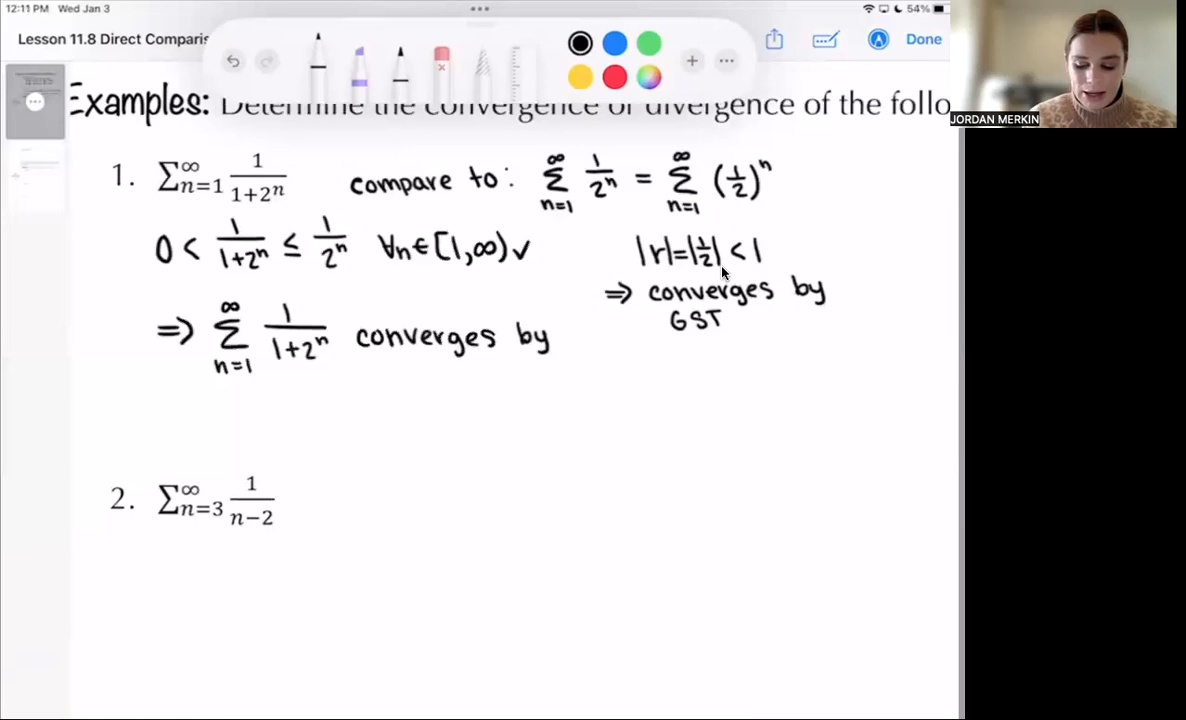 12:11 PM Wed Jan 3
54%
Lesson 11.8 Direct Comparis
Done
JORDAN MERKIN
Examples: Determine the convergence or divergence of the follo
1. ∑_{n=1}^{∞} 1/(1+2^n) compare to: ∑_{n=1}^{∞} 1/2^n = ∑_{n=1}^{∞} (1/2)^n
0 < 1/(1+2^n) ≤ 1/2^n ∀n∈[1,∞) ✓ |r|=|1/2|<1
⇒ converges by
GST
⇒ ∑_{n=1}^{∞} 1/(1+2^n) converges by
2. ∑_{n=3}^{∞} 1/(n−2)